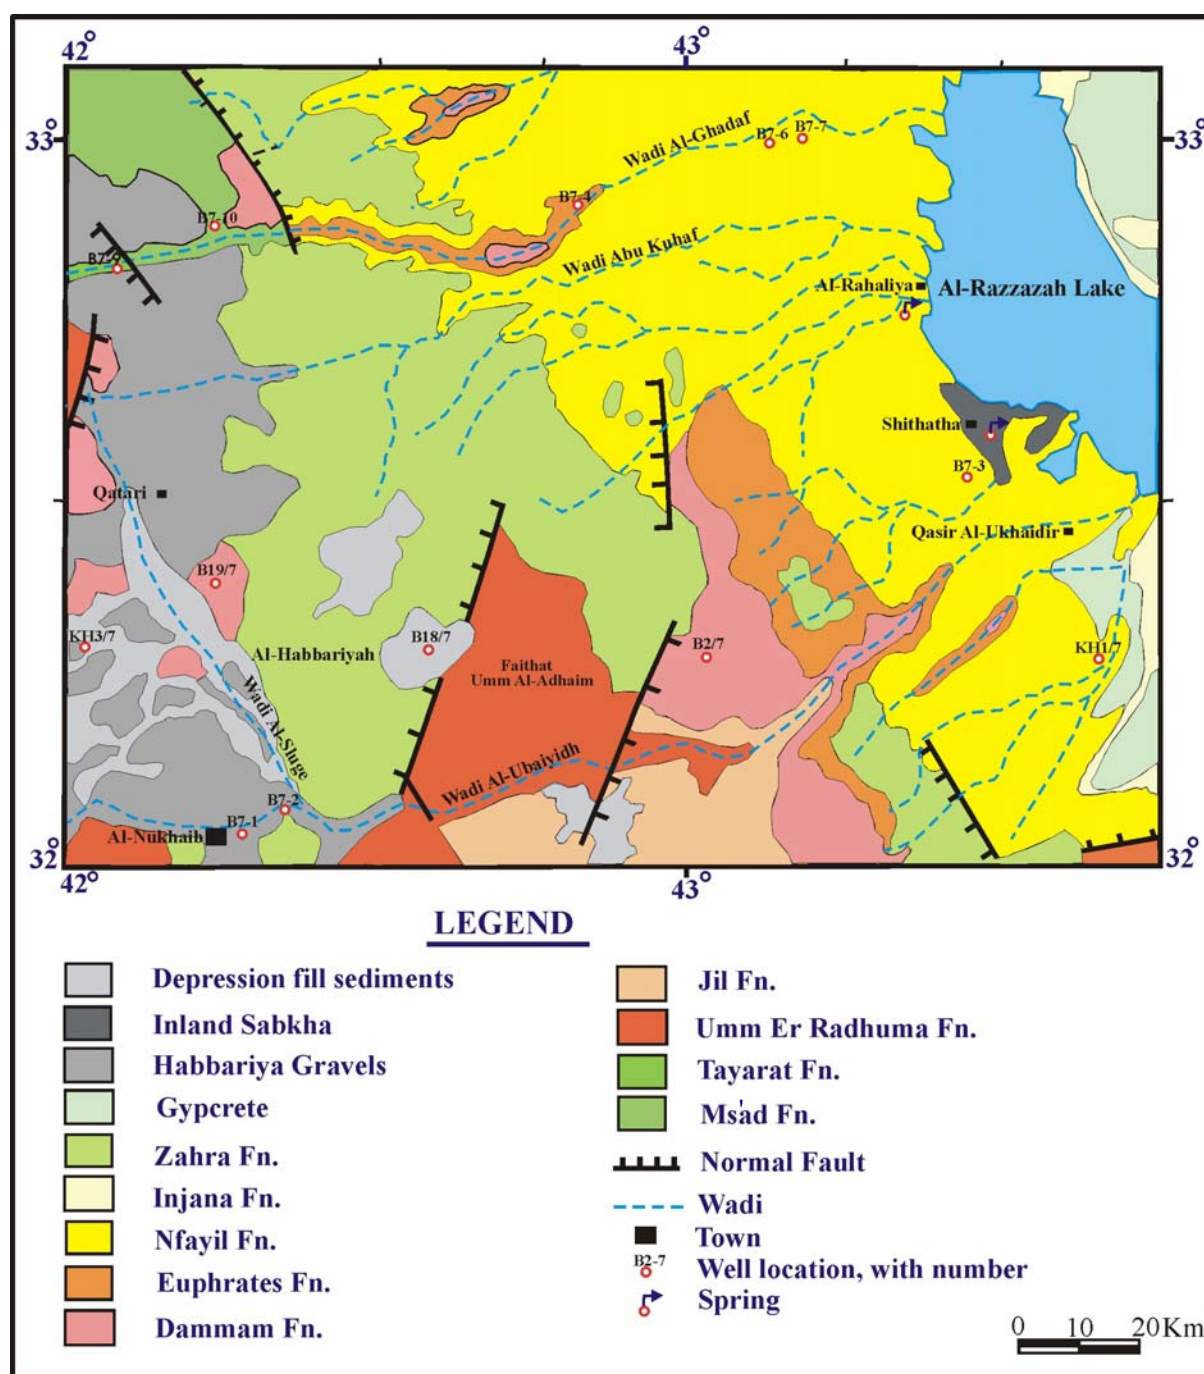 42°
43°
33°
33°
Wadi Al-Ghadaf
B7-6
B7-7
B7-4
B7-10
B7-9
Wadi Abu Kuhaf
Al-Rahaliya
Al-Razzazah Lake
Shithatha
B7-3
Qatari
Qasir Al-Ukhaidir
B19/7
KH3/7
Al-Habbariyah
B18/7
Faithat
Umm Al-Adhaim
B2/7
KH1/7
Wadi Al-Sluge
Wadi Al-Ubaiyidh
B7-2
B7-1
Al-Nukhaib
32°
32°
42°
43°
LEGEND
Depression fill sediments
Inland Sabkha
Habbariya Gravels
Gypcrete
Zahra Fn.
Injana Fn.
Nfayil Fn.
Euphrates Fn.
Dammam Fn.
Jil Fn.
Umm Er Radhuma Fn.
Tayarat Fn.
Msa'd Fn.
Normal Fault
Wadi
Town
B2-7
Well location, with number
Spring
0 10 20 Km